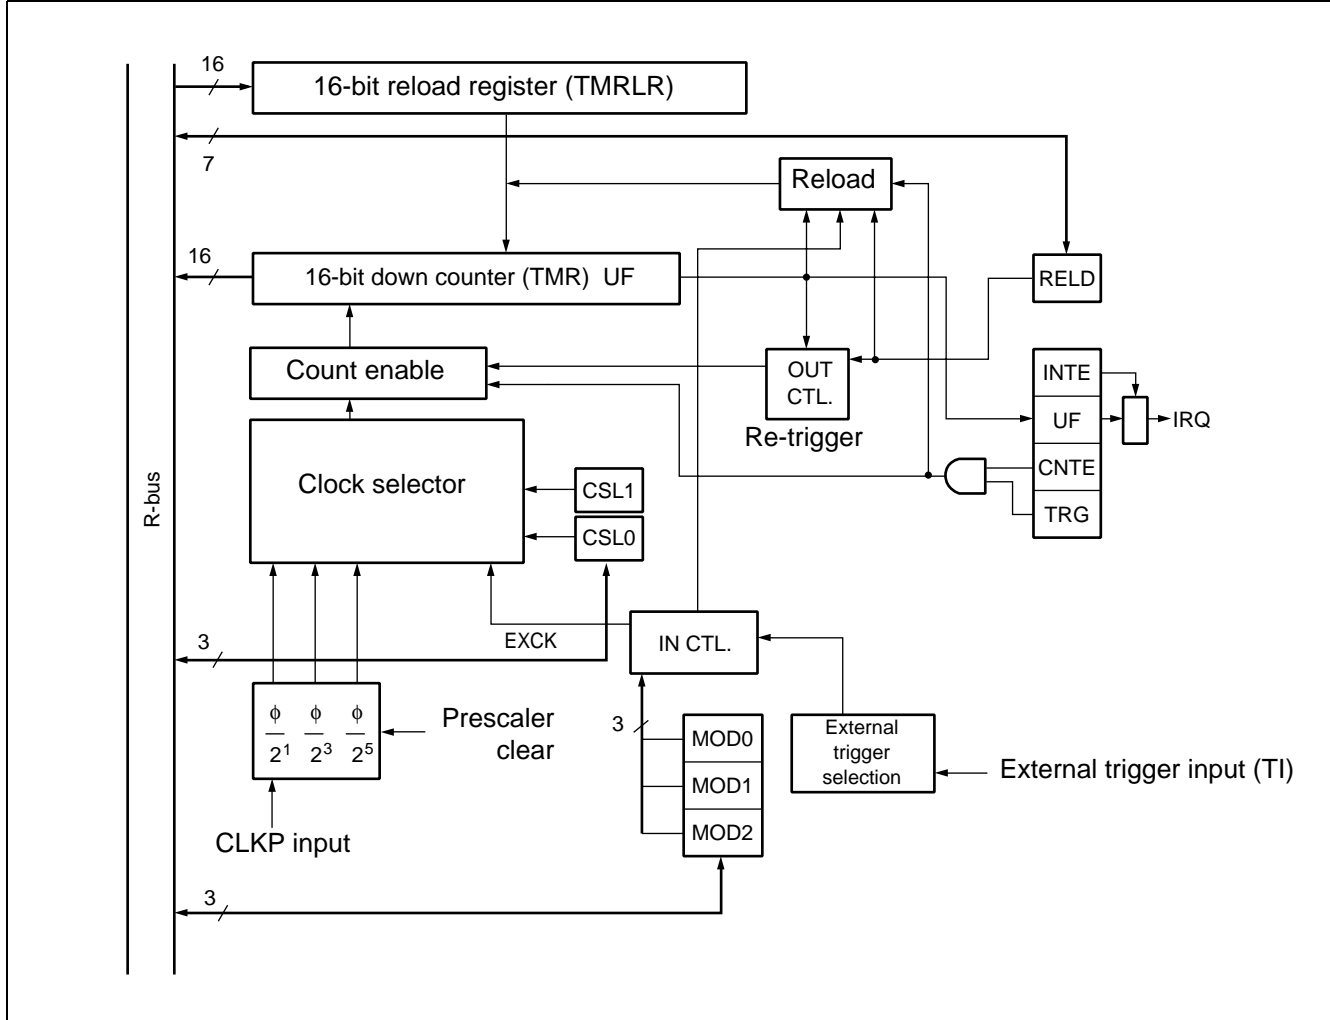 16
16-bit reload register (TMRLR)
7
Reload
16
16-bit down counter (TMR) UF
RELD
Count enable
OUT
CTL.
Re-trigger
INTE
UF
CNTE
TRG
IRQ
Clock selector
CSL1
CSL0
R-bus
3
EXCK
IN CTL.
ϕ
2¹
ϕ
2³
ϕ
2⁵
Prescaler
clear
3
MOD0
MOD1
MOD2
External
trigger
selection
External trigger input (TI)
CLKP input
3